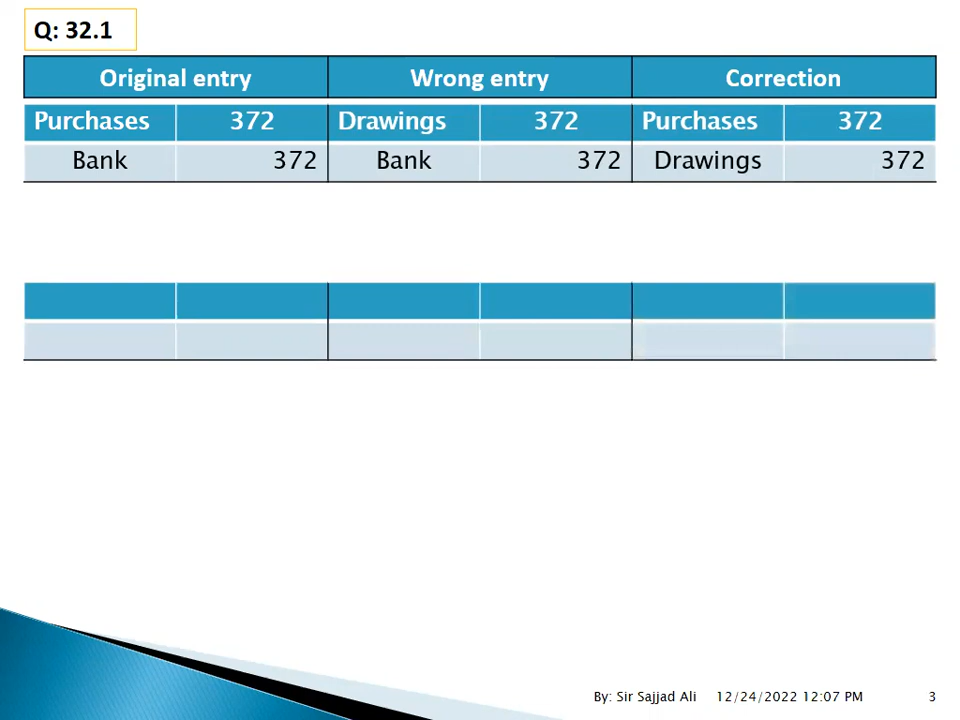 Q: 32.1
Original entry Wrong entry Correction
Purchases 372 Drawings 372 Purchases 372
Bank 372 Bank 372 Drawings 372
By: Sir Sajjad Ali 12/24/2022 12:07 PM 3